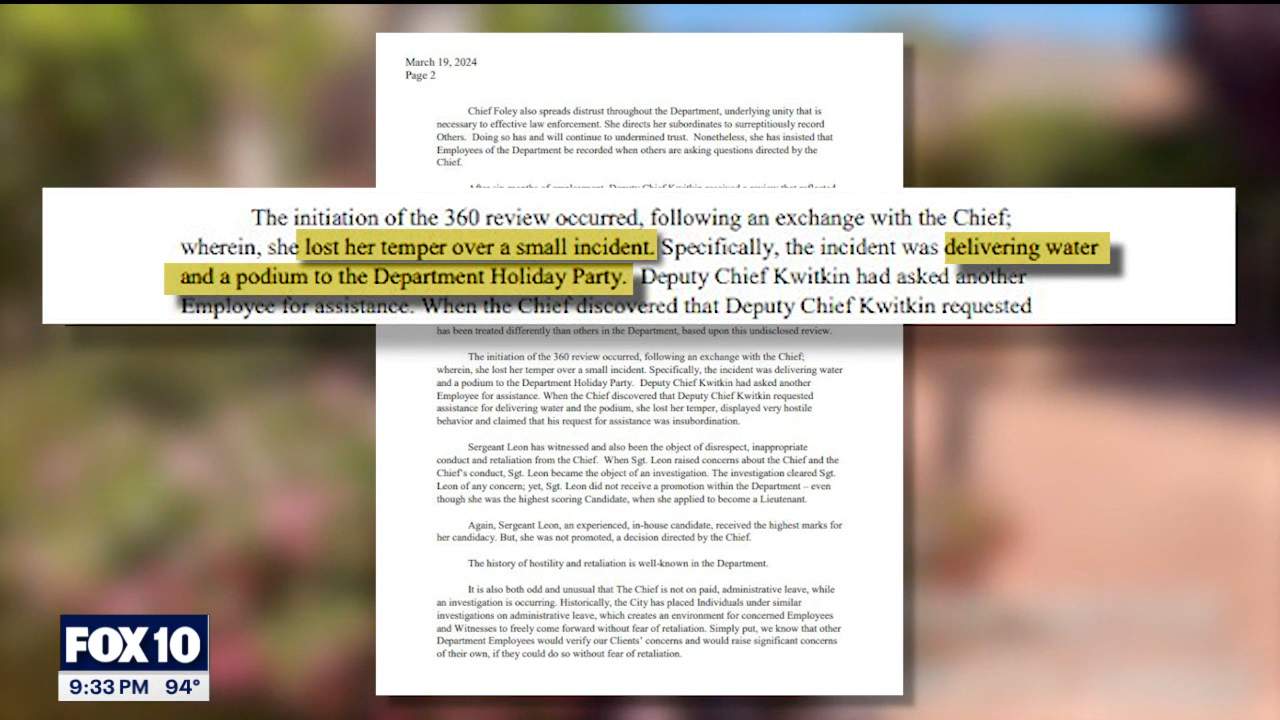 March 19, 2024
Page 2
Chief Foley also spreads distrust throughout the Department, underlying unity that is
necessary to effective law enforcement. She directs her subordinates to surreptitiously record
Others. Doing so has and will continue to undermined trust. Nonetheless, she has insisted that
Employees of the Department be recorded when others are asking questions directed by the
Chief.
After six months of employment, Deputy Chief Kwitkin received a review that reflected
The initiation of the 360 review occurred, following an exchange with the Chief;
wherein, she lost her temper over a small incident. Specifically, the incident was delivering water
and a podium to the Department Holiday Party. Deputy Chief Kwitkin had asked another
Employee for assistance. When the Chief discovered that Deputy Chief Kwitkin requested
has been treated differently than others in the Department, based upon this undisclosed review.
The initiation of the 360 review occurred, following an exchange with the Chief;
wherein, she lost her temper over a small incident. Specifically, the incident was delivering water
and a podium to the Department Holiday Party. Deputy Chief Kwitkin had asked another
Employee for assistance. When the Chief discovered that Deputy Chief Kwitkin requested
assistance for delivering water and the podium, she lost her temper, displayed very hostile
behavior and claimed that his request for assistance was insubordination.
Sergeant Leon has witnessed and also been the object of disrespect, inappropriate
conduct and retaliation from the Chief. When Sgt. Leon raised concerns about the Chief and the
Chief's conduct, Sgt. Leon became the object of an investigation. The investigation cleared Sgt.
Leon of any concern; yet, Sgt. Leon did not receive a promotion within the Department – even
though she was the highest scoring Candidate, when she applied to become a Lieutenant.
Again, Sergeant Leon, an experienced, in-house candidate, received the highest marks for
her candidacy. But, she was not promoted, a decision directed by the Chief.
The history of hostility and retaliation is well-known in the Department.
It is also both odd and unusual that The Chief is not on paid, administrative leave, while
an investigation is occurring. Historically, the City has placed Individuals under similar
investigations on administrative leave, which creates an environment for concerned Employees
and Witnesses to freely come forward without fear of retaliation. Simply put, we know that other
Department Employees would verify our Clients' concerns and would raise significant concerns
of their own, if they could do so without fear of retaliation.
FOX 10
9:33 PM 94°